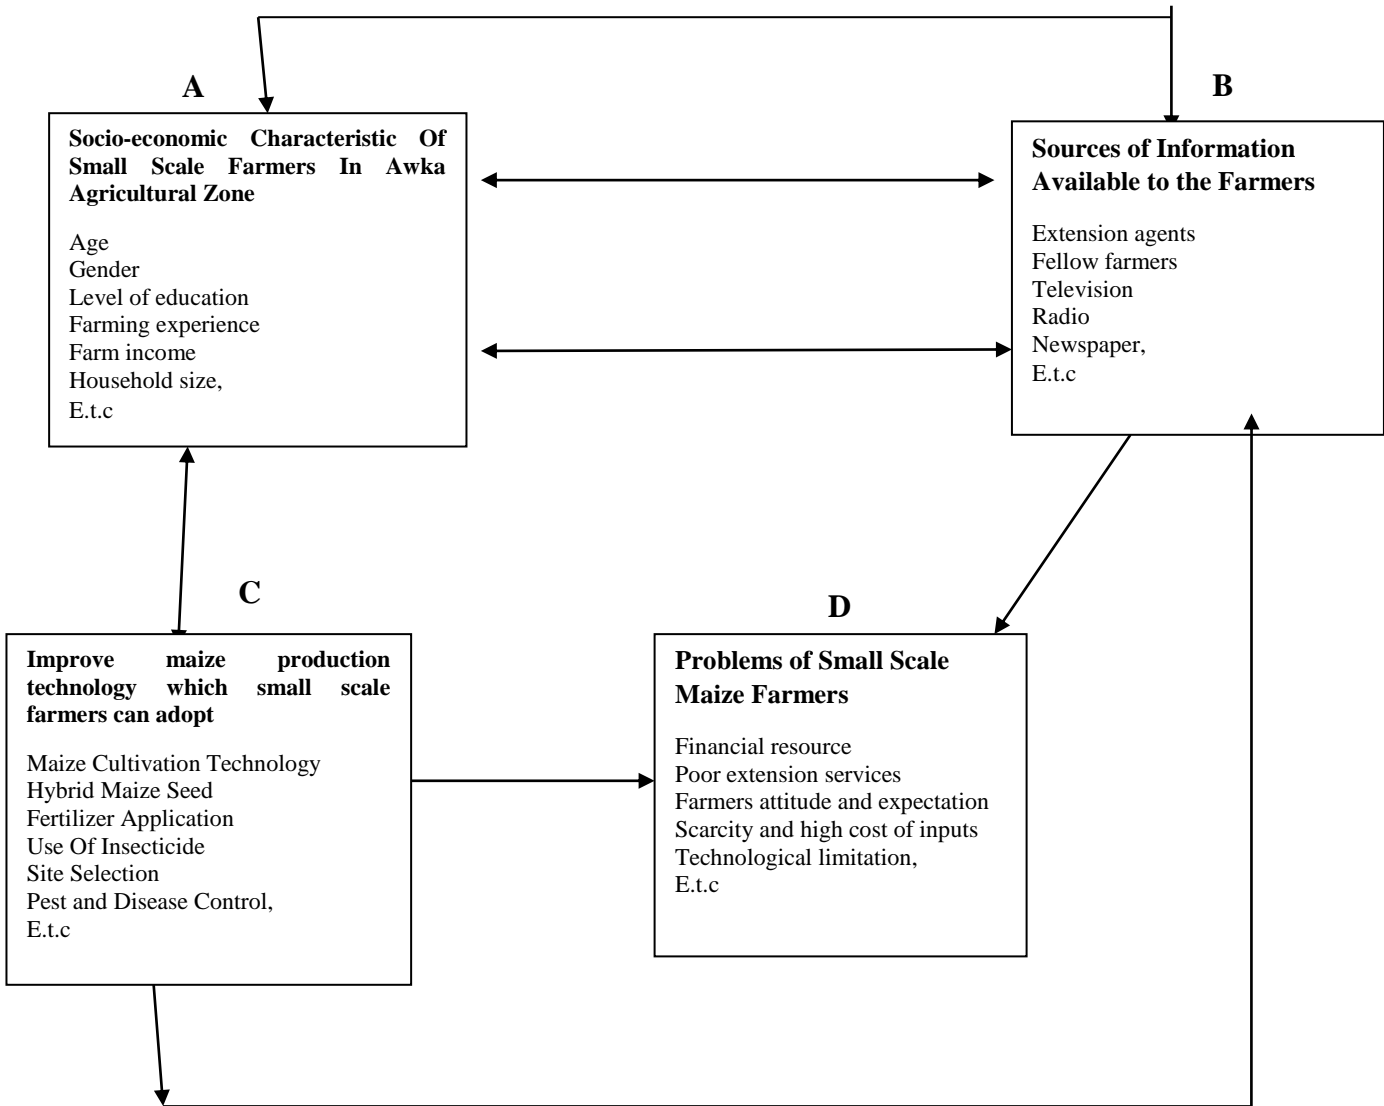 A
Socio-economic Characteristic Of
Small Scale Farmers In Awka
Agricultural Zone
Age
Gender
Level of education
Farming experience
Farm income
Household size,
E.t.c
B
Sources of Information
Available to the Farmers
Extension agents
Fellow farmers
Television
Radio
Newspaper,
E.t.c
C
Improve maize production
technology which small scale
farmers can adopt
Maize Cultivation Technology
Hybrid Maize Seed
Fertilizer Application
Use Of Insecticide
Site Selection
Pest and Disease Control,
E.t.c
D
Problems of Small Scale
Maize Farmers
Financial resource
Poor extension services
Farmers attitude and expectation
Scarcity and high cost of inputs
Technological limitation,
E.t.c